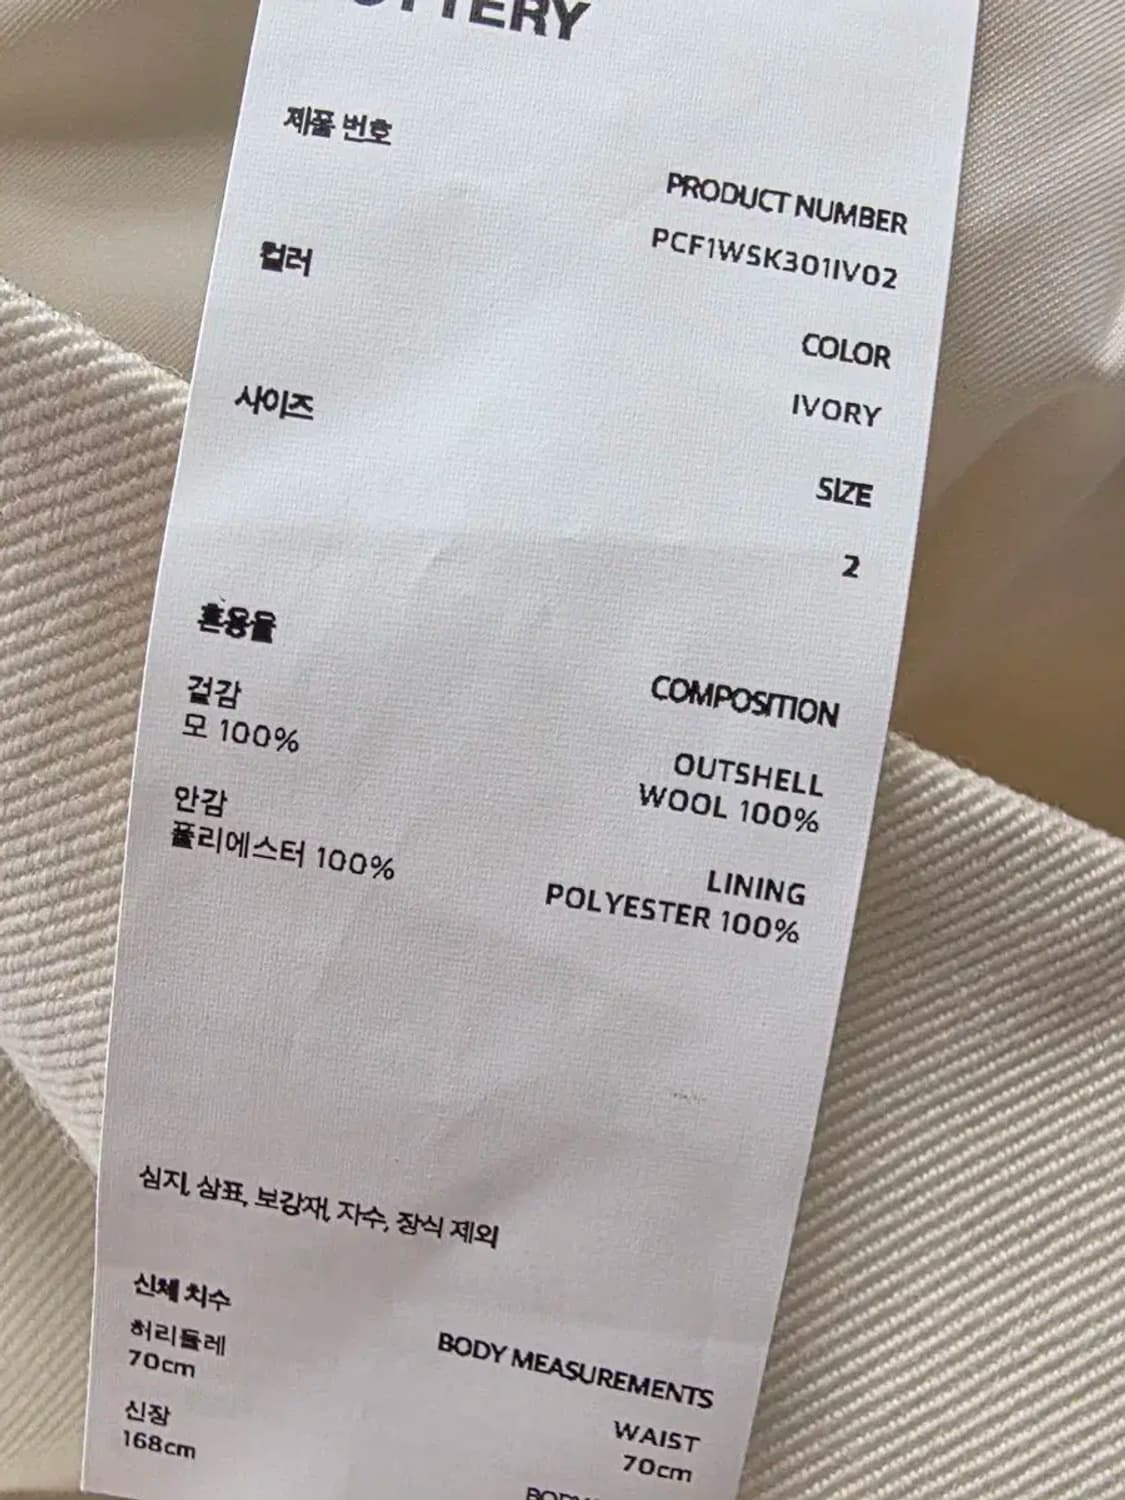 제품 번호
PRODUCT NUMBER
PCF1WSK301IV02
컬러
COLOR
IVORY
사이즈
SIZE
2
혼용율
COMPOSITION
겉감
모 100%
OUTSHELL
WOOL 100%
안감
폴리에스터 100%
LINING
POLYESTER 100%
심지, 상표, 보강재, 자수, 장식 제외
신체 치수
BODY MEASUREMENTS
허리둘레
70cm
WAIST
70cm
신장
168cm